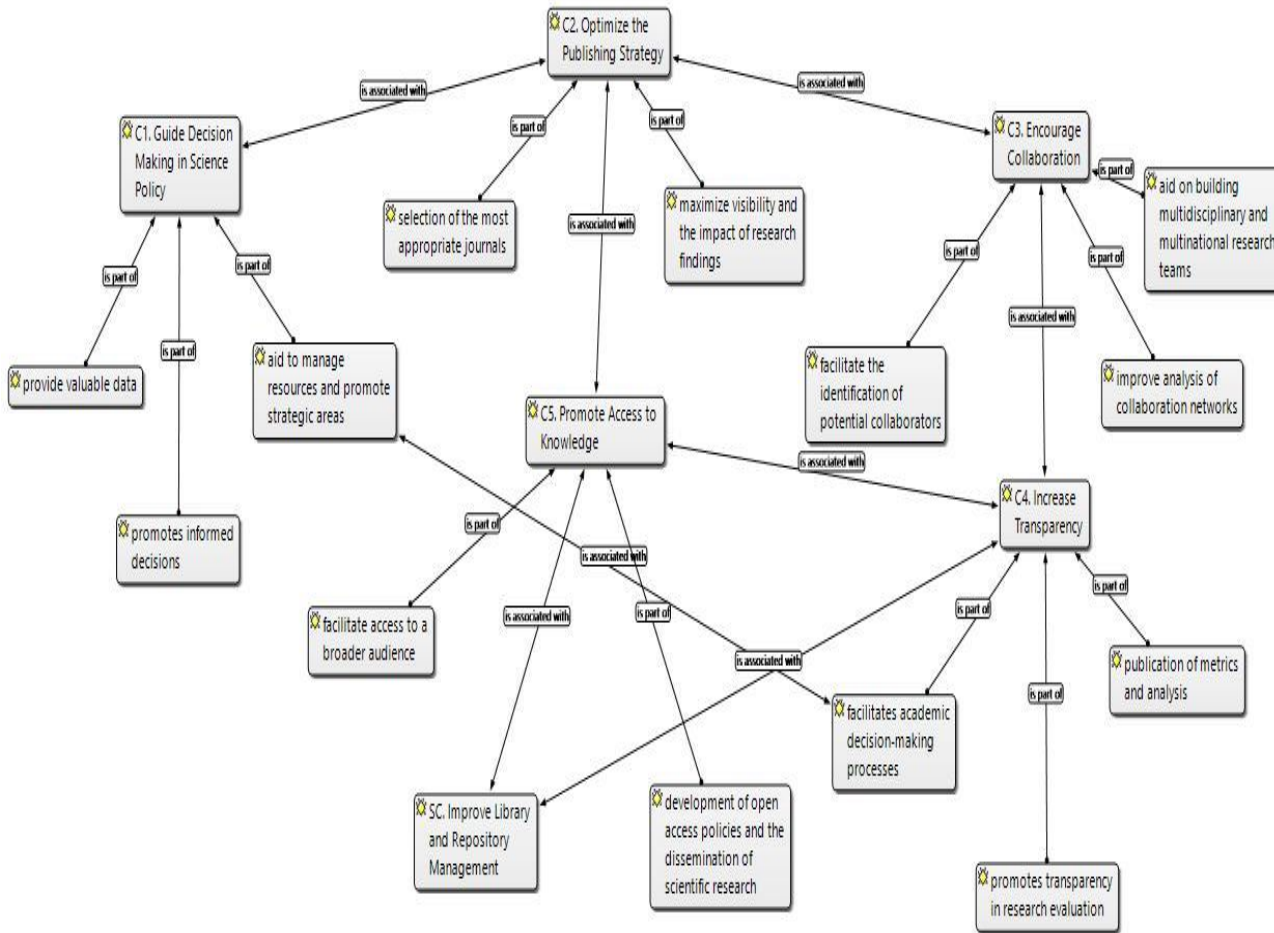 C2. Optimize the
Publishing Strategy
is associated with
is associated with
C1. Guide Decision
Making in Science
Policy
is part of
is part of
C3. Encourage
Collaboration
is part of
aid on building
multidisciplinary and
multinational research
teams
selection of the most
appropriate journals
is associated with
maximize visibility and
the impact of research
findings
is part of
is part of
is part of
is part of
is associated with
is part of
provide valuable data
aid to manage
resources and promote
strategic areas
facilitate the
identification of
potential collaborators
improve analysis of
collaboration networks
C5. Promote Access to
Knowledge
is associated with
C4. Increase
Transparency
promotes informed
decisions
is part of
is associated with
is part of
is part of
facilitate access to a
broader audience
is associated with
is part of
is associated with
publication of metrics
and analysis
is part of
facilitates academic
decision-making
processes
SC. Improve Library
and Repository
Management
development of open
access policies and the
dissemination of
scientific research
promotes transparency
in research evaluation